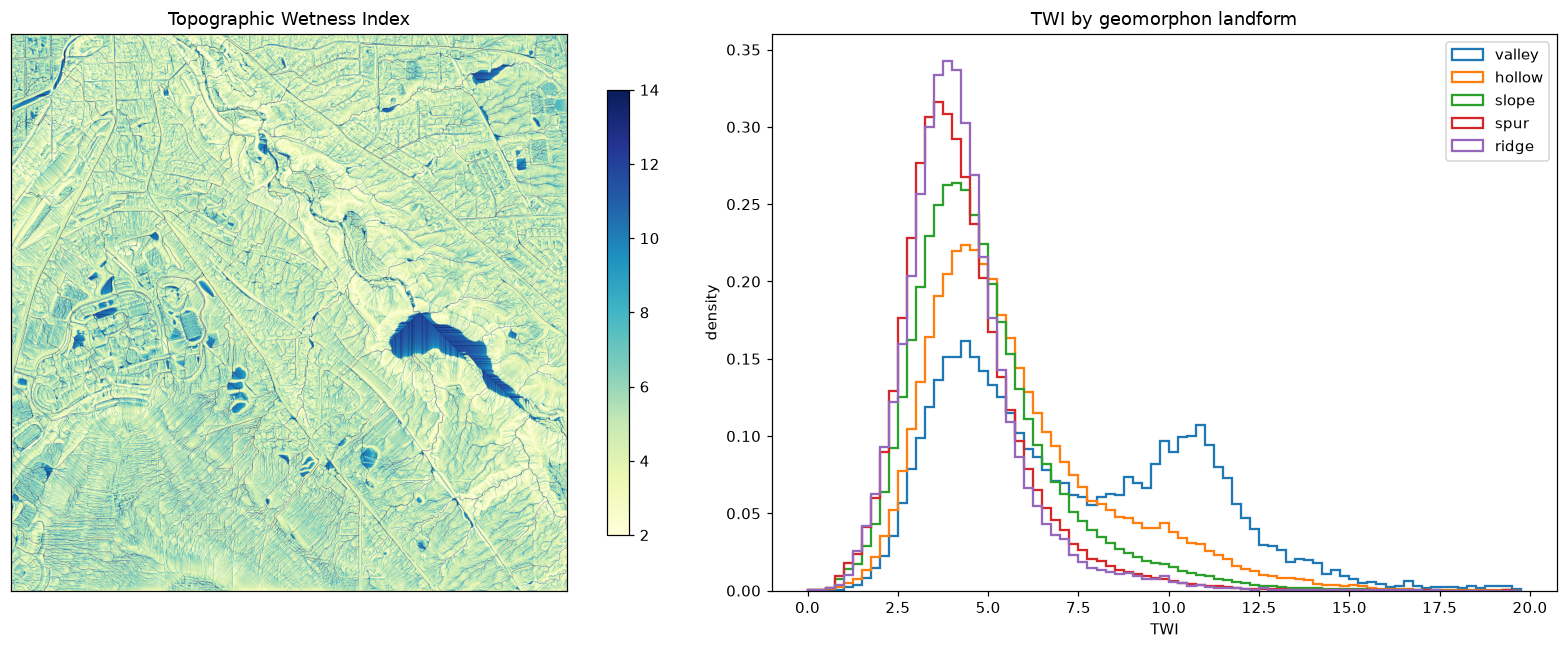 Topographic Wetness Index
14
12
10
8
6
4
2
TWI by geomorphon landform
0.35
0.30
0.25
0.20
0.15
0.10
0.05
0.00
density
0.0 2.5 5.0 7.5 10.0 12.5 15.0 17.5 20.0
TWI
valley
hollow
slope
spur
ridge